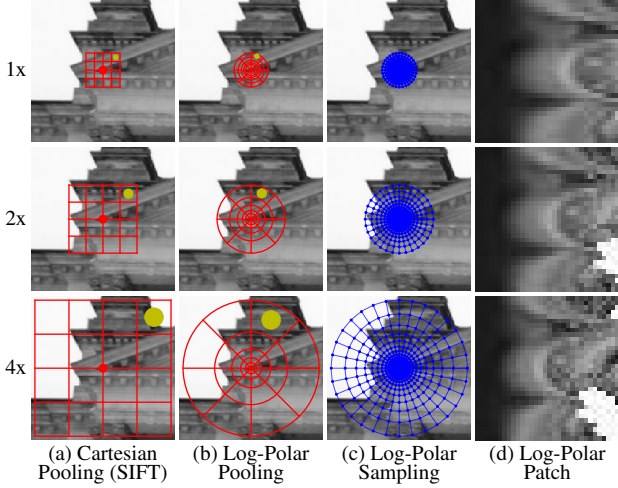 1x
2x
4x
(a) Cartesian
Pooling (SIFT)
(b) Log-Polar
Pooling
(c) Log-Polar
Sampling
(d) Log-Polar
Patch